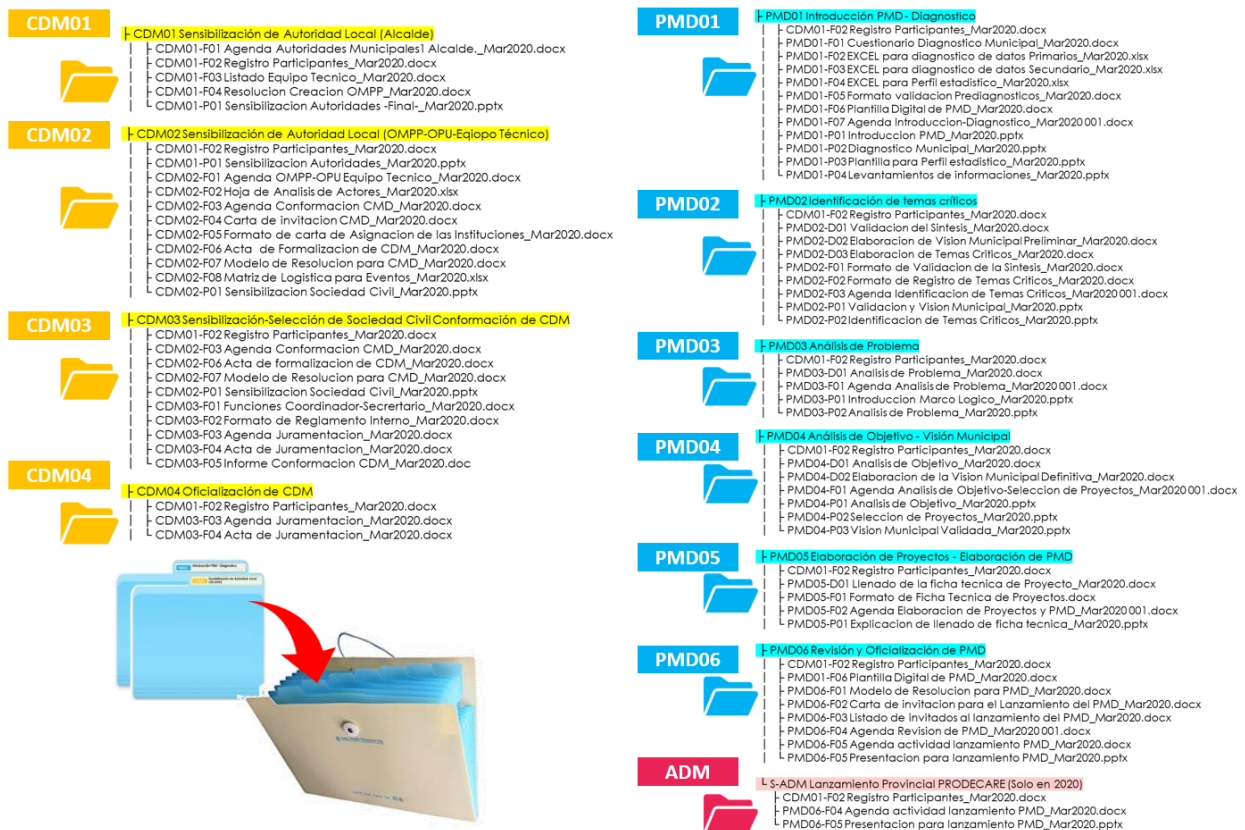 CDM01
├ CDM01 Sensibilización de Autoridad Local (Alcalde)
├ CDM01-F01 Agenda Autoridades Municipales1 Alcalde._Mar2020.docx
├ CDM01-F02 Registro Participantes_Mar2020.docx
├ CDM01-F03 Listado Equipo Tecnico_Mar2020.docx
├ CDM01-F04 Resolucion Creacion OMPP_Mar2020.docx
└ CDM01-P01 Sensibilizacion Autoridades -Final-_Mar2020.pptx
CDM02
├ CDM02 Sensibilización de Autoridad Local (OMPP-OPU-Eqiopo Técnico)
├ CDM01-F02 Registro Participantes_Mar2020.docx
├ CDM01-P01 Sensibilizacion Autoridades_Mar2020.pptx
├ CDM02-F01 Agenda OMPP-OPU Equipo Tecnico_Mar2020.docx
├ CDM02-F02 Hoja de Analisis de Actores_Mar2020.xlsx
├ CDM02-F03 Agenda Conformacion CMD_Mar2020.docx
├ CDM02-F04 Carta de invitacion CMD_Mar2020.docx
├ CDM02-F05 Formato de carta de Asignacion de las Instituciones_Mar2020.docx
├ CDM02-F06 Acta de Formalizacion de CDM_Mar2020.docx
├ CDM02-F07 Modelo de Resolucion para CMD_Mar2020.docx
├ CDM02-F08 Matriz de Logistica para Eventos_Mar2020.xlsx
└ CDM02-P01 Sensibilizacion Sociedad Civil_Mar2020.pptx
CDM03
├ CDM03 Sensibilización-Selección de Sociedad Civil Conformación de CDM
├ CDM01-F02 Registro Participantes_Mar2020.docx
├ CDM02-F03 Agenda Conformacion CMD_Mar2020.docx
├ CDM02-F06 Acta de formalizacion de CDM_Mar2020.docx
├ CDM02-F07 Modelo de Resolucion para CMD_Mar2020.docx
├ CDM02-P01 Sensibilizacion Sociedad Civil_Mar2020.pptx
├ CDM03-F01 Funciones Coordinador-Secrertario_Mar2020.docx
├ CDM03-F02 Formato de Reglamento Interno_Mar2020.docx
├ CDM03-F03 Agenda Juramentacion_Mar2020.docx
├ CDM03-F04 Acta de Juramentacion_Mar2020.docx
└ CDM03-F05 Informe Conformacion CDM_Mar2020.doc
CDM04
├ CDM04 Oficialización de CDM
├ CDM01-F02 Registro Participantes_Mar2020.docx
├ CDM03-F03 Agenda Juramentacion_Mar2020.docx
└ CDM03-F04 Acta de Juramentacion_Mar2020.docx
PMD01
├ PMD01 Introducción PMD - Diagnostico
├ CDM01-F02 Registro Participantes_Mar2020.docx
├ PMD01-F01 Cuestionario Diagnostico Municipal_Mar2020.docx
├ PMD01-F02 EXCEL para diagnostico de datos Primarios_Mar2020.xlsx
├ PMD01-F03 EXCEL para diagnostico de datos Secundario_Mar2020.xlsx
├ PMD01-F04 EXCEL para Perfil estadistico_Mar2020.xlsx
├ PMD01-F05 Formato validacion Prediagnosticos_Mar2020.docx
├ PMD01-F06 Plantilla Digital de PMD_Mar2020.docx
├ PMD01-F07 Agenda Introduccion-Diagnostico_Mar2020 001.docx
├ PMD01-P01 Introduccion PMD_Mar2020.pptx
├ PMD01-P02 Diagnostico Municipal_Mar2020.pptx
├ PMD01-P03 Plantilla para Perfil estadistico_Mar2020.pptx
└ PMD01-P04 Levantamientos de informaciones_Mar2020.pptx
PMD02
├ PMD02 Identificación de temas críticos
├ CDM01-F02 Registro Participantes_Mar2020.docx
├ PMD02-D01 Validacion del Sintesis_Mar2020.docx
├ PMD02-D02 Elaboracion de Vision Municipal Preliminar_Mar2020.docx
├ PMD02-D03 Elaboracion de Temas Criticos_Mar2020.docx
├ PMD02-F01 Formato de Validacion de la Sintesis_Mar2020.docx
├ PMD02-F02 Formato de Registro de Temas Criticos_Mar2020.docx
├ PMD02-F03 Agenda Identificacion de Temas Criticos_Mar2020 001.docx
├ PMD02-P01 Validacion y Vision Municipal_Mar2020.pptx
└ PMD02-P02 Identificacion de Temas Criticos_Mar2020.pptx
PMD03
├ PMD03 Análisis de Problema
├ CDM01-F02 Registro Participantes_Mar2020.docx
├ PMD03-D01 Analisis de Problema_Mar2020.docx
├ PMD03-F01 Agenda Analisis de Problema_Mar2020 001.docx
├ PMD03-P01 Introduccion Marco Logico_Mar2020.pptx
└ PMD03-P02 Analisis de Problema_Mar2020.pptx
PMD04
├ PMD04 Análisis de Objetivo - Visión Municipal
├ CDM01-F02 Registro Participantes_Mar2020.docx
├ PMD04-D01 Analisis de Objetivo_Mar2020.docx
├ PMD04-D02 Elaboracion de la Vision Municipal Definitiva_Mar2020.docx
├ PMD04-F01 Agenda Analisis de Objetivo-Seleccion de Proyectos_Mar2020 001.docx
├ PMD04-P01 Analisis de Objetivo_Mar2020.pptx
├ PMD04-P02 Seleccion de Proyectos_Mar2020.pptx
└ PMD04-P03 Vision Municipal Validada_Mar2020.pptx
PMD05
├ PMD05 Elaboración de Proyectos - Elaboración de PMD
├ CDM01-F02 Registro Participantes_Mar2020.docx
├ PMD05-D01 Llenado de la ficha tecnica de Proyecto_Mar2020.docx
├ PMD05-F01 Formato de Ficha Tecnica de Proyectos.docx
├ PMD05-F02 Agenda Elaboracion de Proyectos y PMD_Mar2020 001.docx
└ PMD05-P01 Explicacion de llenado de ficha tecnica_Mar2020.pptx
PMD06
├ PMD06 Revisión y Oficialización de PMD
├ CDM01-F02 Registro Participantes_Mar2020.docx
├ PMD01-F06 Plantilla Digital de PMD_Mar2020.docx
├ PMD06-F01 Modelo de Resolucion para PMD_Mar2020.docx
├ PMD06-F02 Carta de invitacion para el Lanzamiento del PMD_Mar2020.docx
├ PMD06-F03 Listado de invitados al lanzamiento del PMD_Mar2020.docx
├ PMD06-F04 Agenda Revision de PMD_Mar2020 001.docx
├ PMD06-F05 Agenda actividad lanzamiento PMD_Mar2020.docx
└ PMD06-F05 Presentacion para lanzamiento PMD_Mar2020.pptx
ADM
└ S-ADM Lanzamiento Provincial PRODECARE (Solo en 2020)
├ CDM01-F02 Registro Participantes_Mar2020.docx
├ PMD06-F04 Agenda actividad lanzamiento PMD_Mar2020.docx
└ PMD06-F05 Presentacion para lanzamiento PMD_Mar2020.pptx